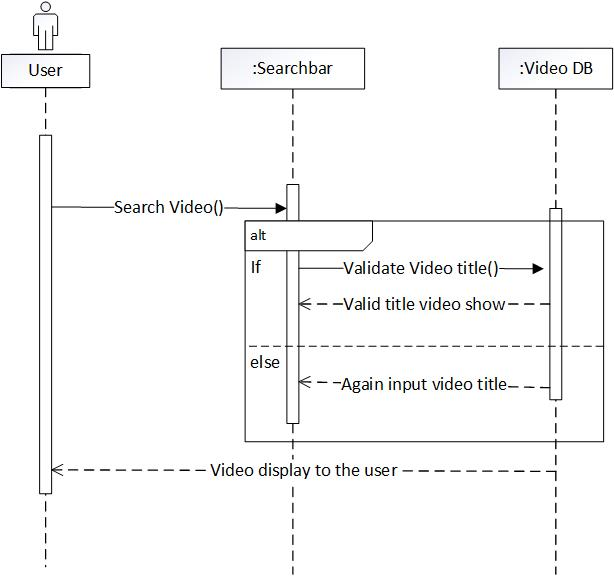 User
:Searchbar
:Video DB
Search Video()
alt
If
Validate Video title()
Valid title video show
else
Again input video title
Video display to the user